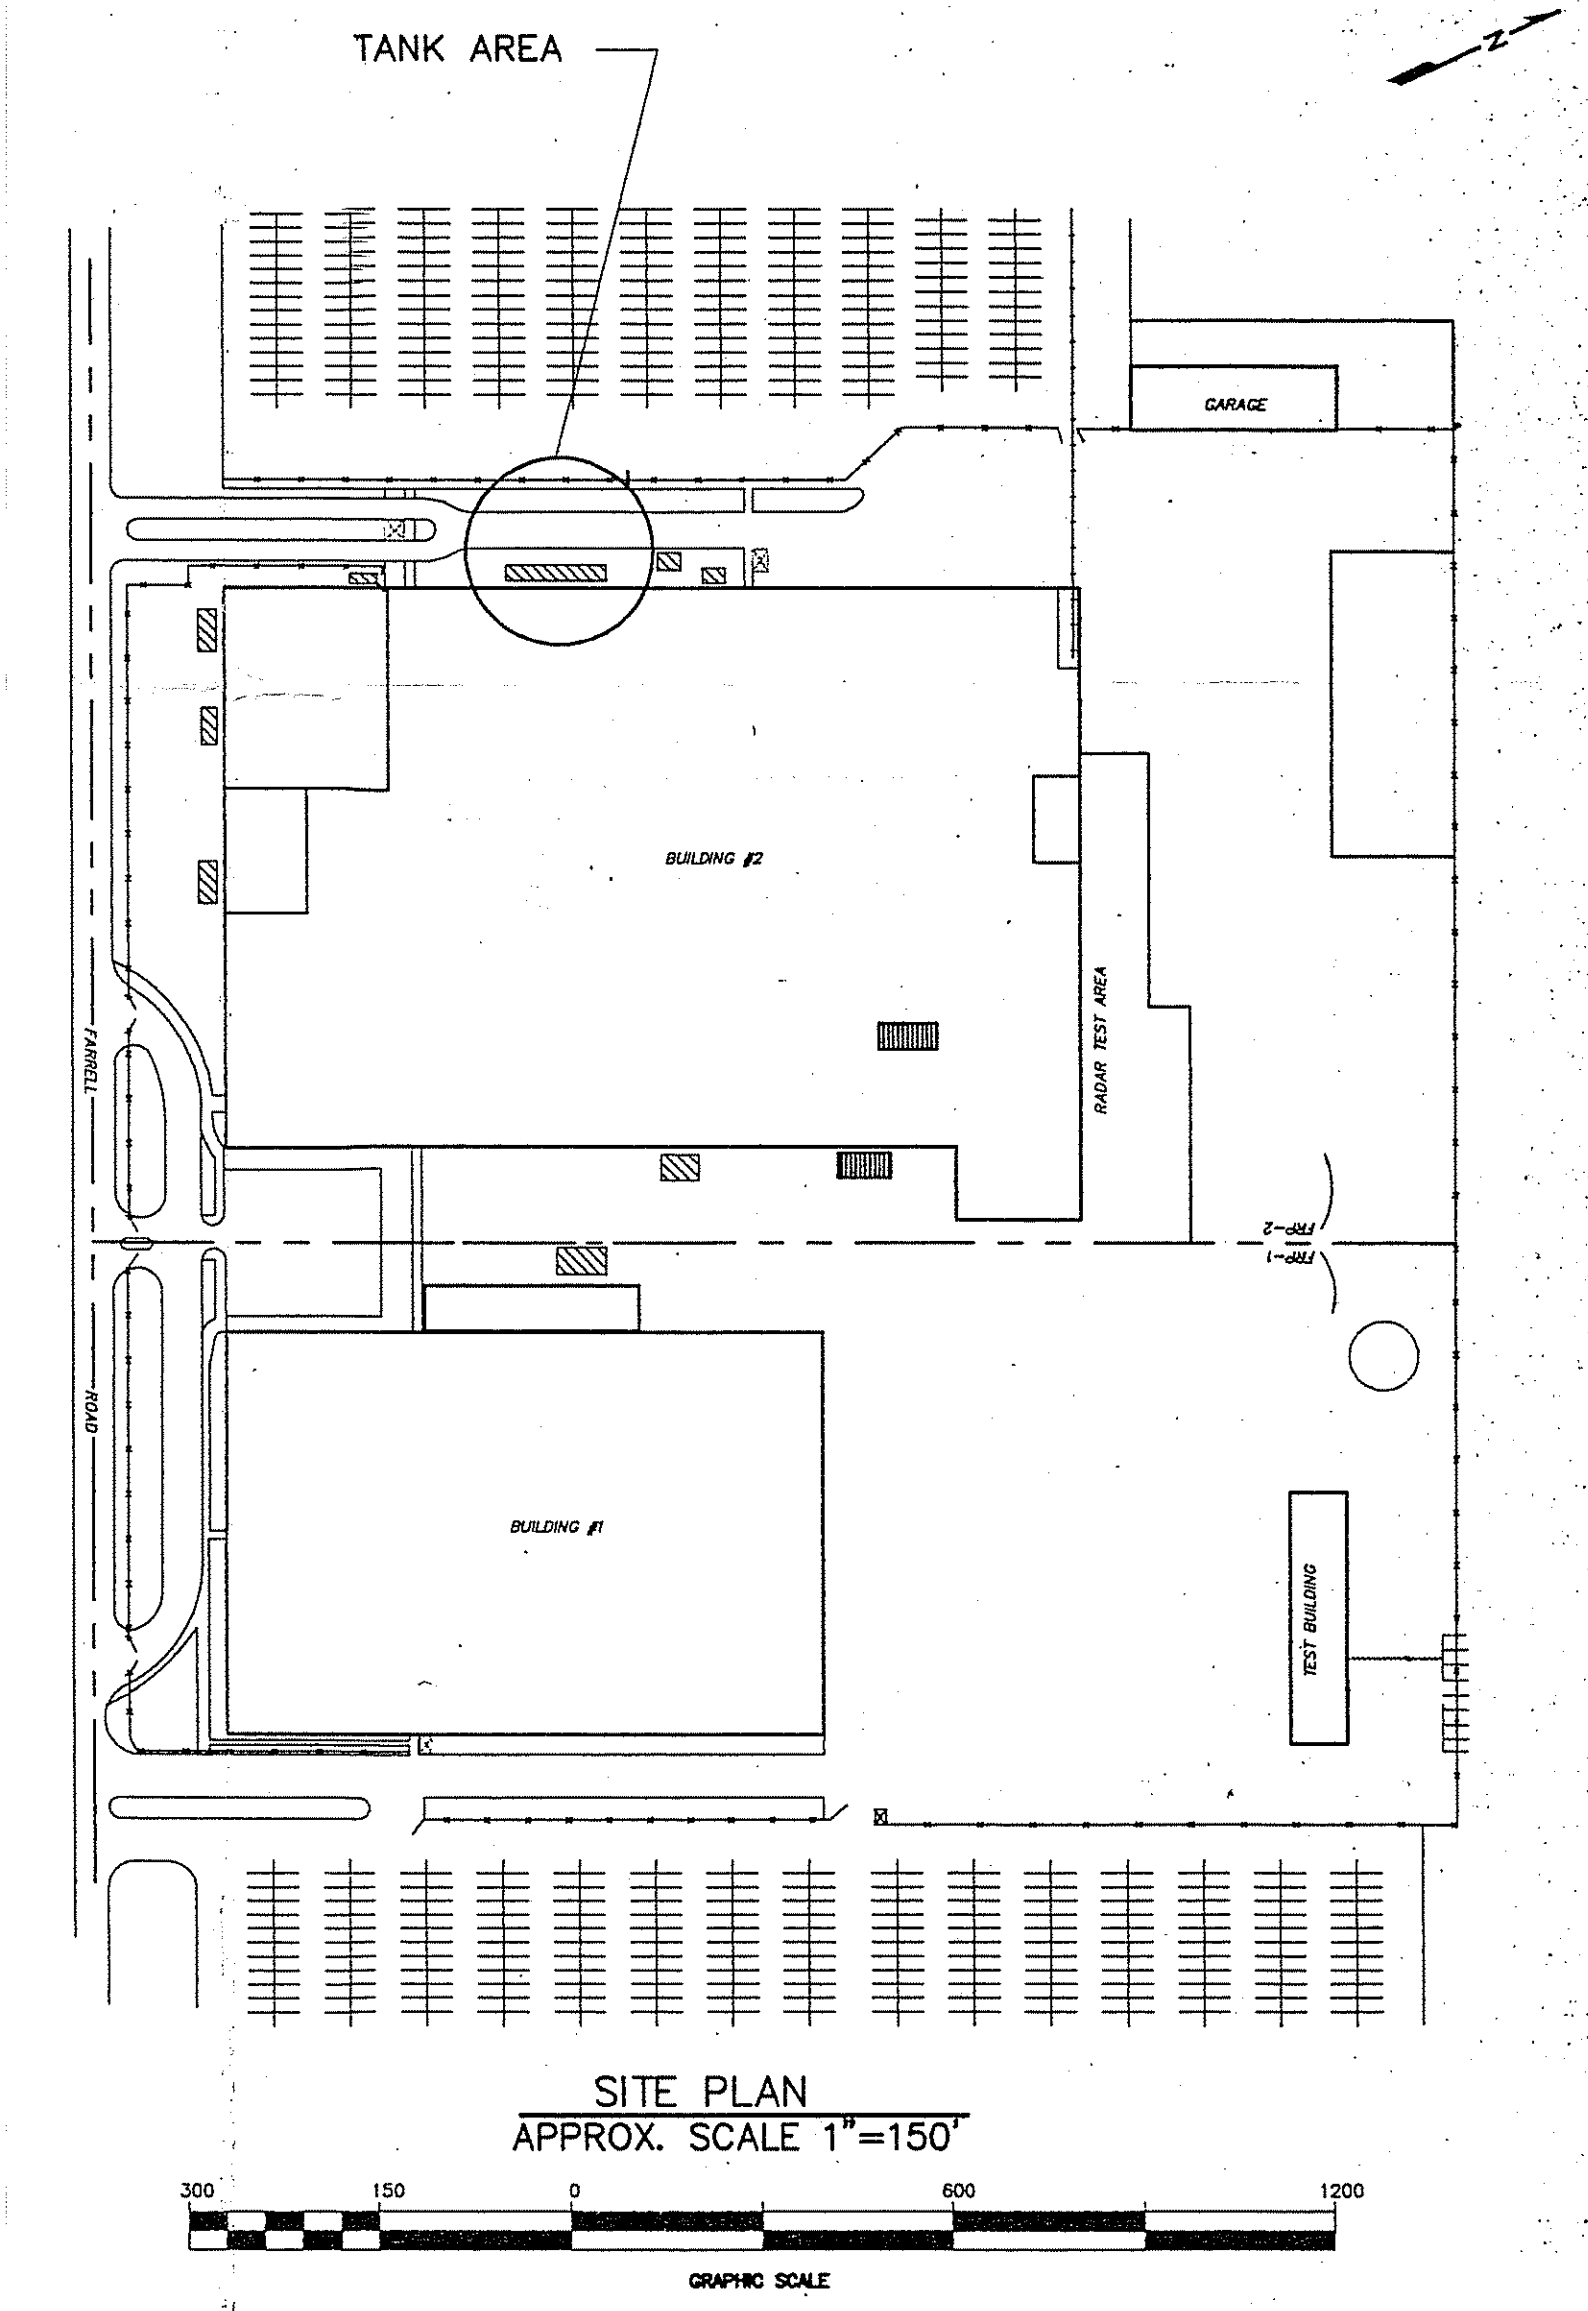 TANK AREA
N
GARAGE
BUILDING #2
RADAR TEST AREA
FARRELL
FRP-2
FRP-1
ROAD
BUILDING #1
TEST BUILDING
SITE PLAN
APPROX. SCALE 1"=150'
300 150 0 600 1200
GRAPHIC SCALE